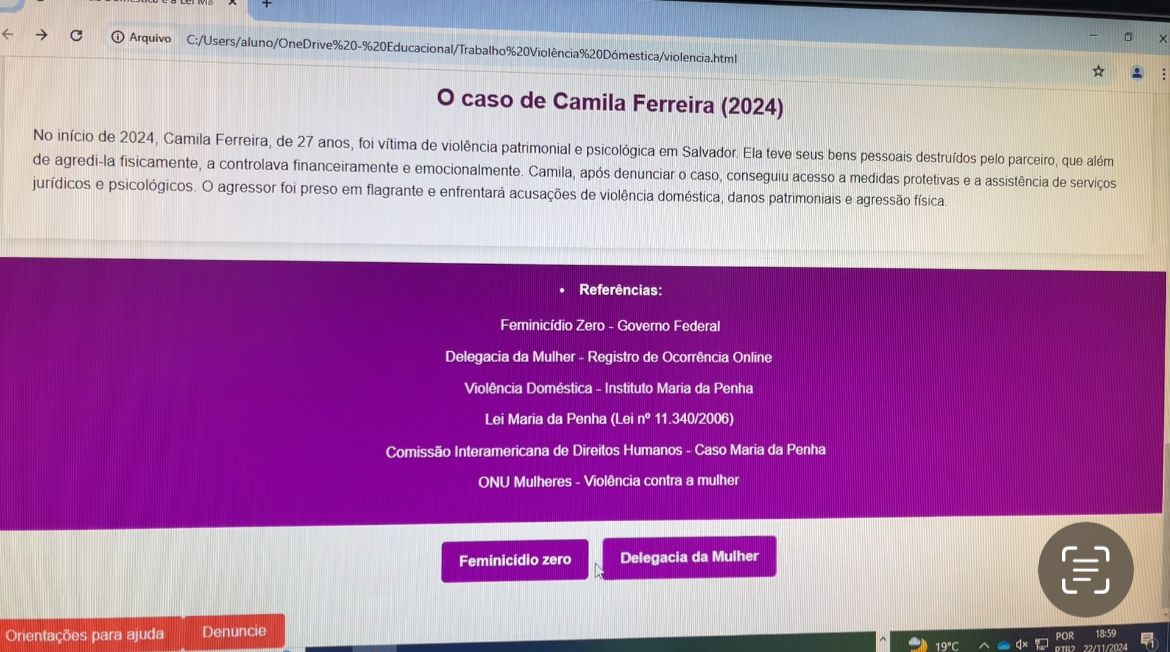 Arquivo
C:/Users/aluno/OneDrive%20-%20Educacional/Trabalho%20Violência%20Dómestica/violencia.html
O caso de Camila Ferreira (2024)
No início de 2024, Camila Ferreira, de 27 anos, foi vítima de violência patrimonial e psicológica em Salvador. Ela teve seus bens pessoais destruídos pelo parceiro, que além
de agredi-la fisicamente, a controlava financeiramente e emocionalmente. Camila, após denunciar o caso, conseguiu acesso a medidas protetivas e a assistência de serviços
jurídicos e psicológicos. O agressor foi preso em flagrante e enfrentará acusações de violência doméstica, danos patrimoniais e agressão física.
• Referências:
Feminicídio Zero - Governo Federal
Delegacia da Mulher - Registro de Ocorrência Online
Violência Doméstica - Instituto Maria da Penha
Lei Maria da Penha (Lei nº 11.340/2006)
Comissão Interamericana de Direitos Humanos - Caso Maria da Penha
ONU Mulheres - Violência contra a mulher
Feminicídio zero
Delegacia da Mulher
Orientações para ajuda
Denuncie
19°C
POR
PTB2
18:59
22/11/2024